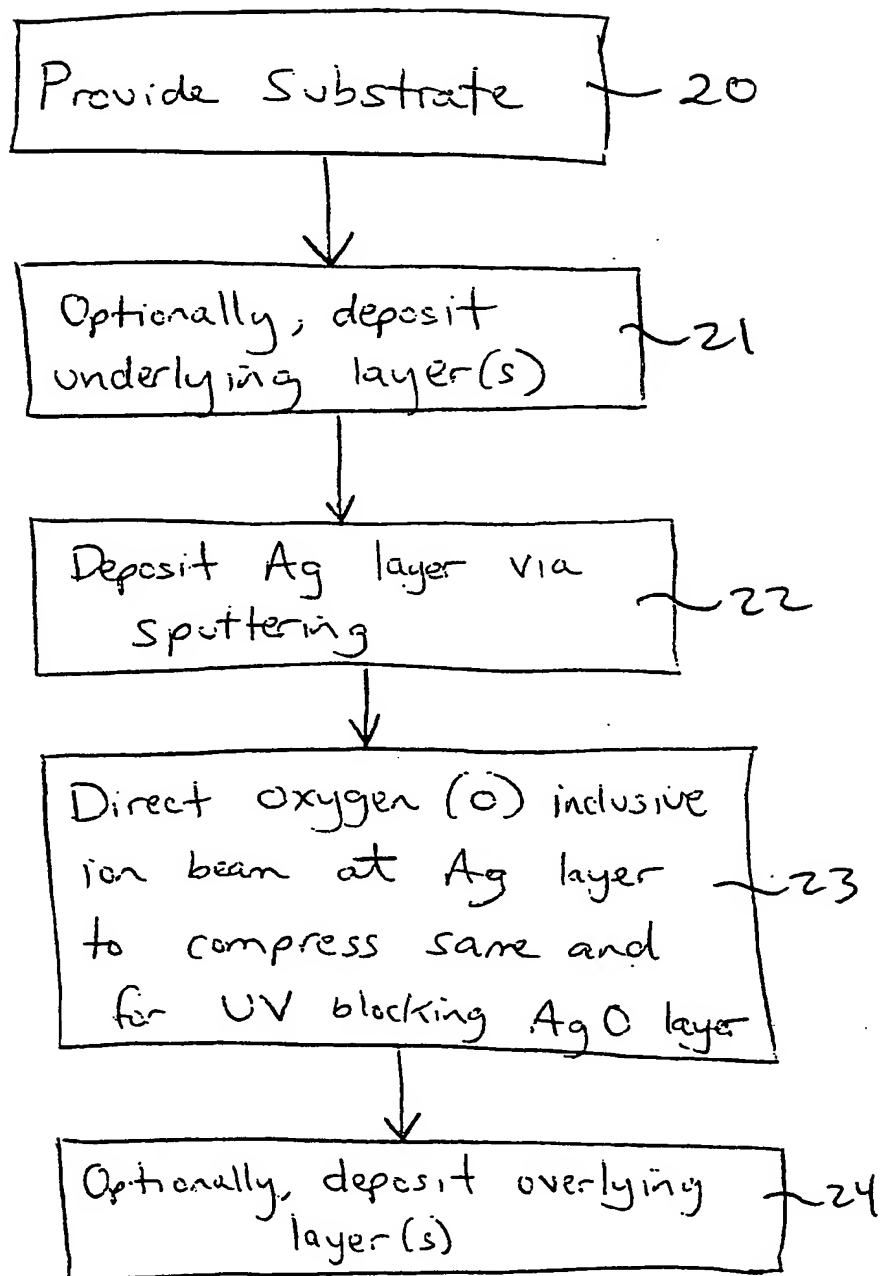 Provide Substrate
20
Optionally, deposit
underlying layer(s)
21
Deposit Ag layer via
sputtering
22
Direct oxygen (O) inclusive
ion beam at Ag layer
to compress same and
for UV blocking AgO layer
23
Optionally, deposit overlying
layer(s)
24